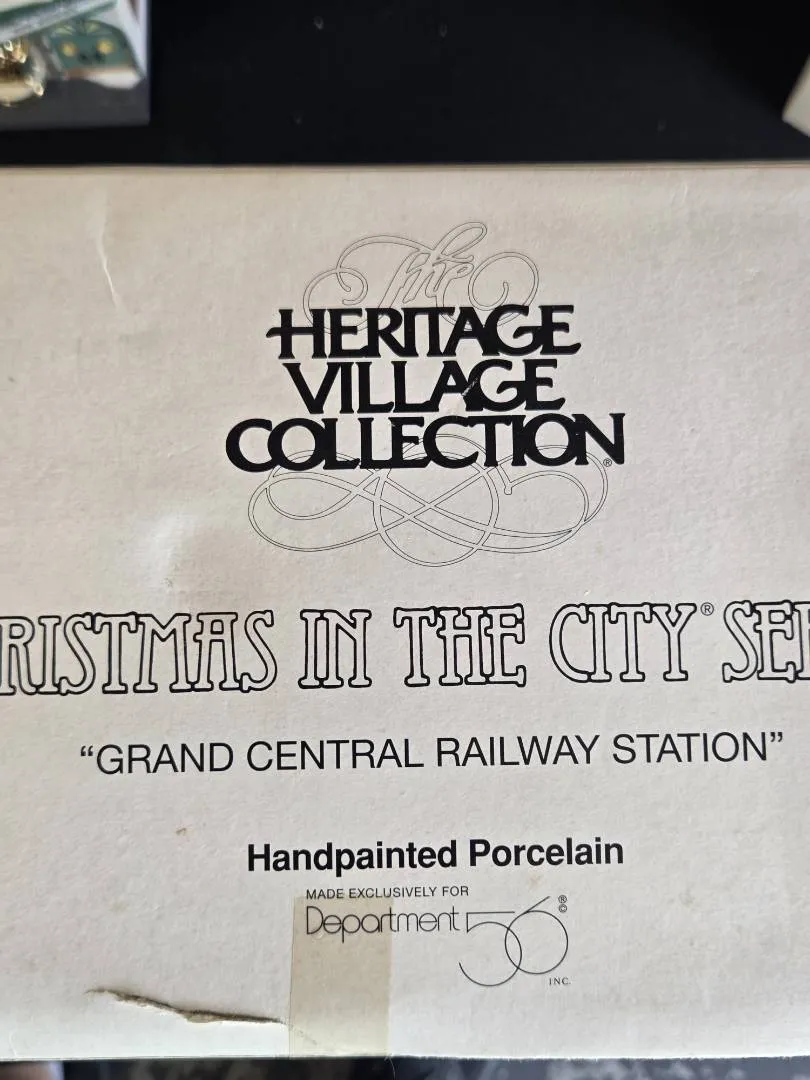 The
HERITAGE
VILLAGE
COLLECTION®
RISTMAS IN THE CITY® SE
“GRAND CENTRAL RAILWAY STATION”
Handpainted Porcelain
MADE EXCLUSIVELY FOR
Department 56 ® ©
INC.